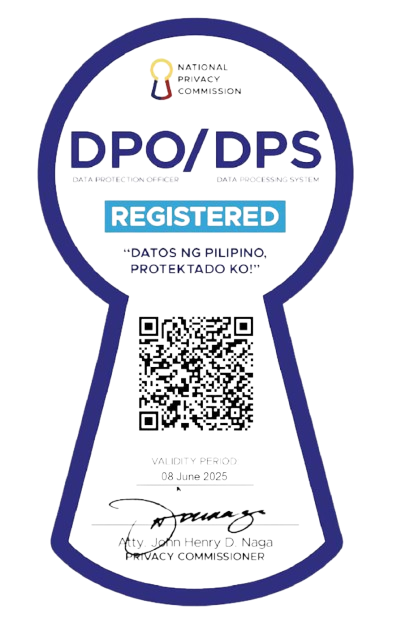 NATIONAL
PRIVACY
COMMISSION
DPO/DPS
DATA PROTECTION OFFICER DATA PROCESSING SYSTEM
REGISTERED
“DATOS NG PILIPINO,
PROTEKTADO KO!”
VALIDITY PERIOD
08 June 2025
Atty. John Henry D. Naga
PRIVACY COMMISSIONER